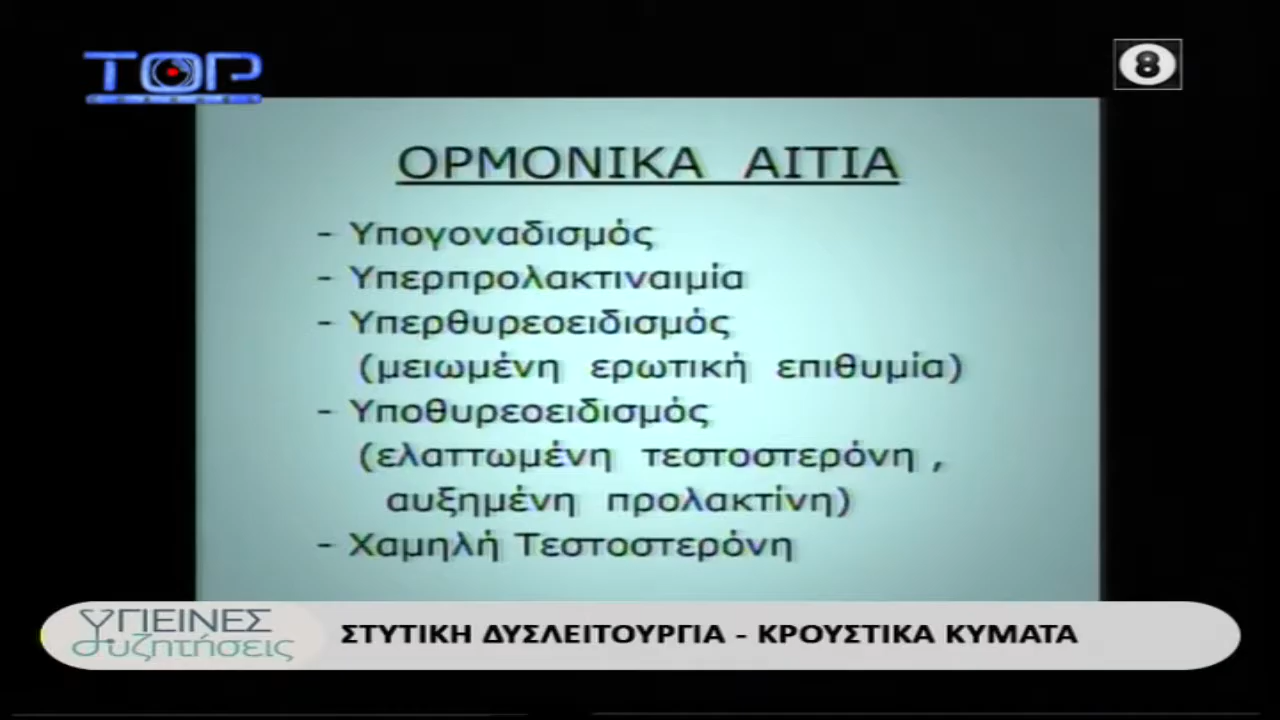 TOP
8
ΟΡΜΟΝΙΚΑ ΑΙΤΙΑ
- Υπογοναδισμός
- Υπερπρολακτιναιμία
- Υπερθυρεοειδισμός
(μειωμένη ερωτική επιθυμία)
- Υποθυρεοειδισμός
(ελαττωμένη τεστοστερόνη ,
αυξημένη προλακτίνη)
- Χαμηλή Τεστοστερόνη
ΥΓΙΕΙΝΕΣ
συζητήσεις
ΣΤΥΤΙΚΗ ΔΥΣΛΕΙΤΟΥΡΓΙΑ - ΚΡΟΥΣΤΙΚΑ ΚΥΜΑΤΑ